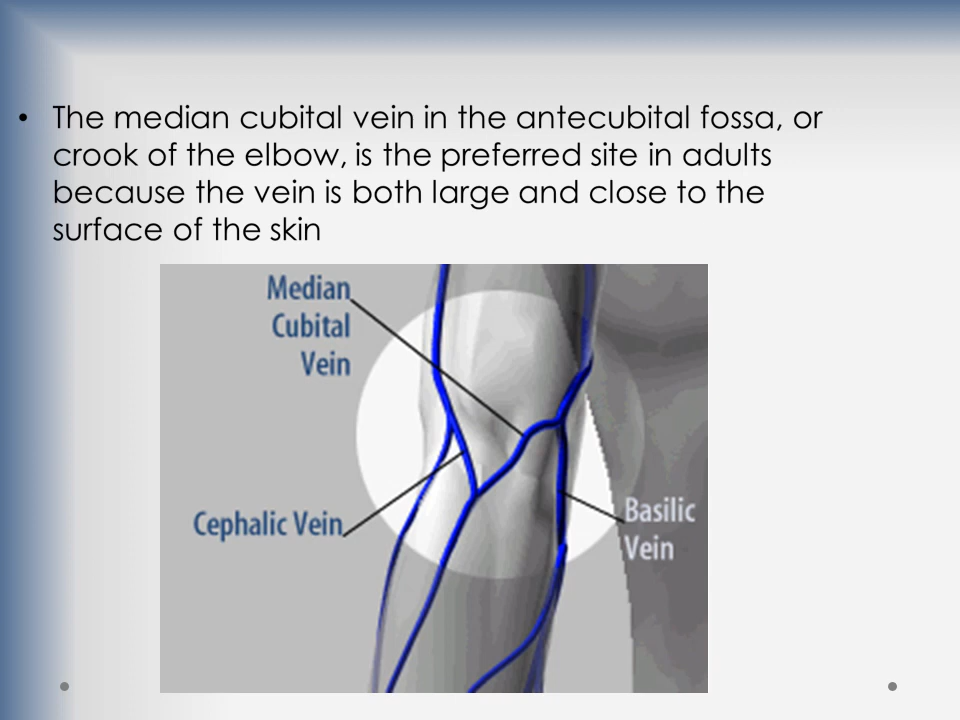 • The median cubital vein in the antecubital fossa, or
crook of the elbow, is the preferred site in adults
because the vein is both large and close to the
surface of the skin
Median
Cubital
Vein
Cephalic Vein
Basilic
Vein